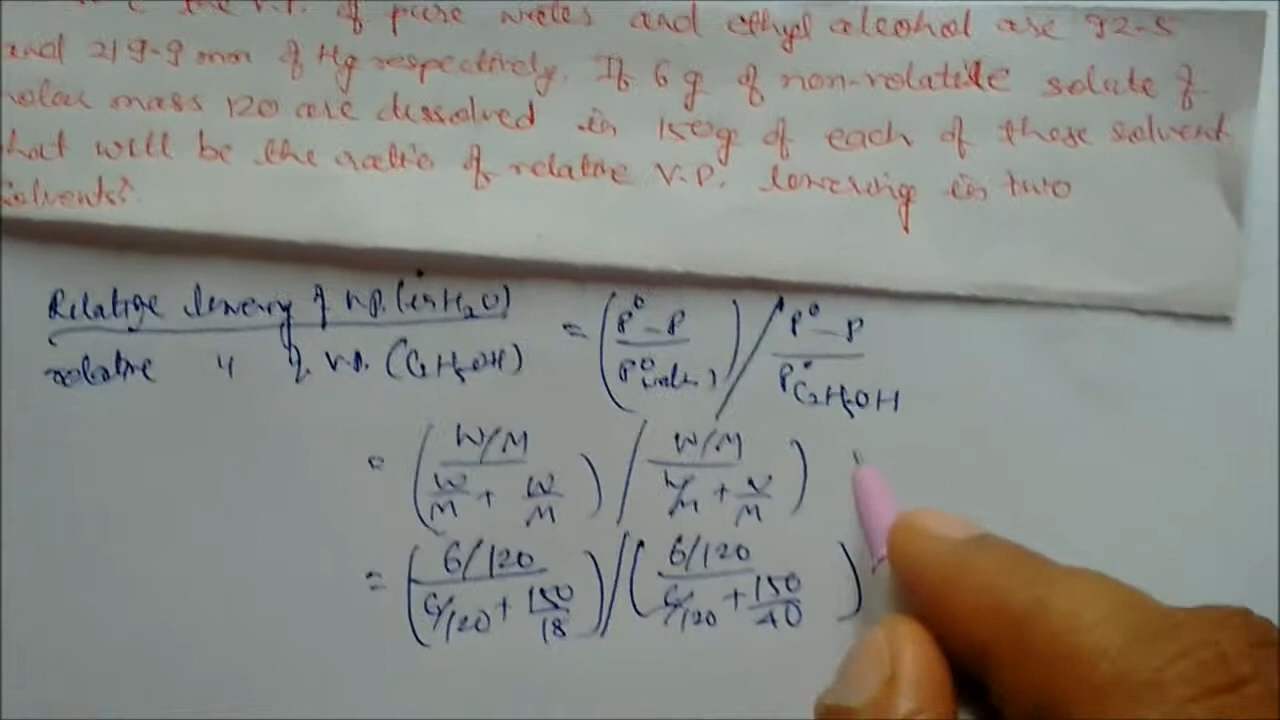 the V.P. of pure water and ethyl alcohol are 92.5
and 219.9 mm of Hg respectively. If 6 g of non-volatile solute of
molar mass 120 are dissolved in 150g of each of these solvent
hat will be the ratio of relative V.P. lowering in two
solvents?
Relative lowering of v.p. (in H2O) = (P° - P / P°water) / P° - P / P°C2H5OH
relative " of v.p. (C2H5OH)
= (W/M / W/M + W/M) / (W/M / W/M + W/M)
= (6/120 / 6/120 + 150/18) / (6/120 / 6/120 + 150/40)